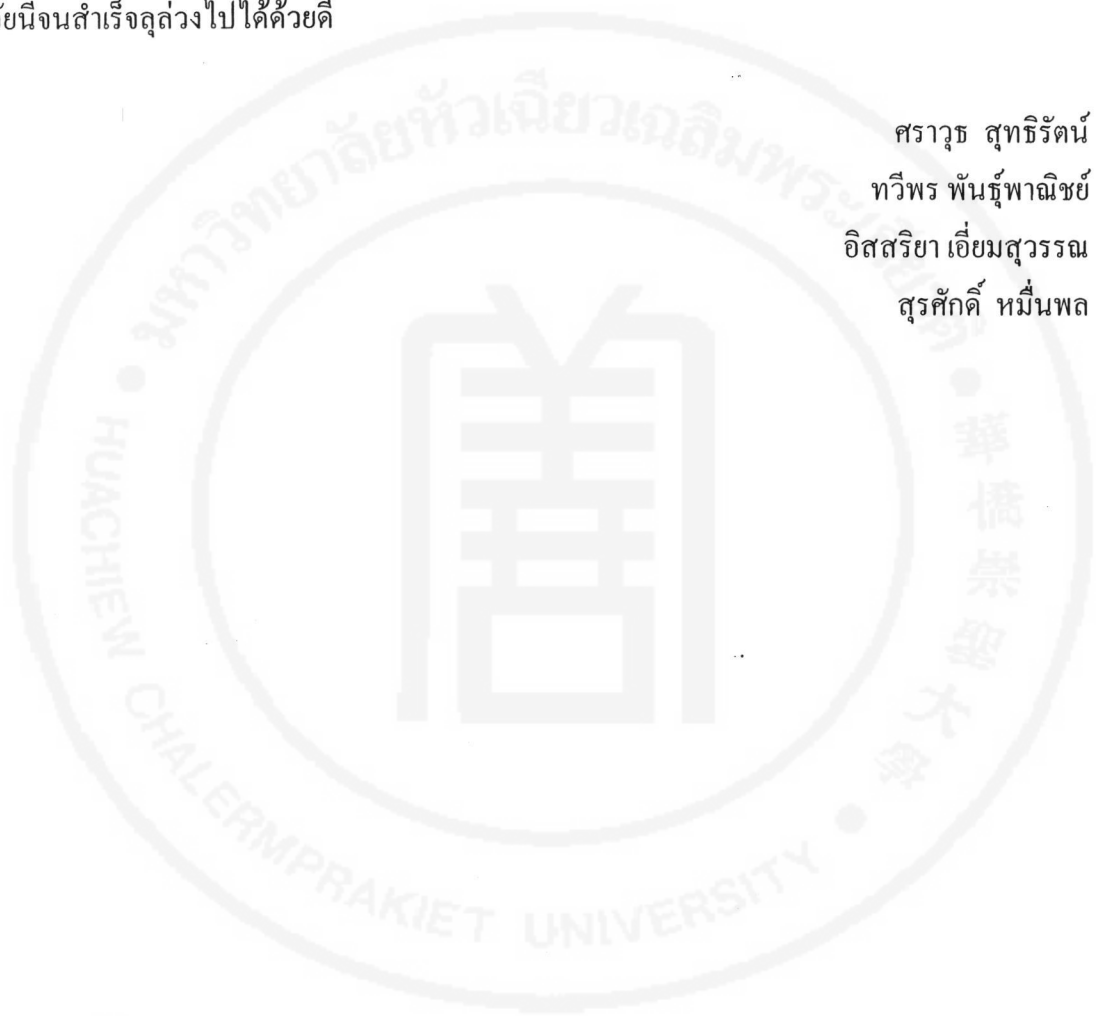 ัยนี้จนสำเร็จลุล่วงไปได้ด้วยดี
ศราวุธ สุทธิรัตน์
ทวีพร พันธุ์พาณิชย์
อิสสริยา เอี่ยมสุวรรณ
สุรศักดิ์ หมื่นพล
มหาวิทยาลัยหัวเฉียวเฉลิมพระเกียรติ
HUACHIEW CHALERMPRAKIET UNIVERSITY
華僑崇聖大學